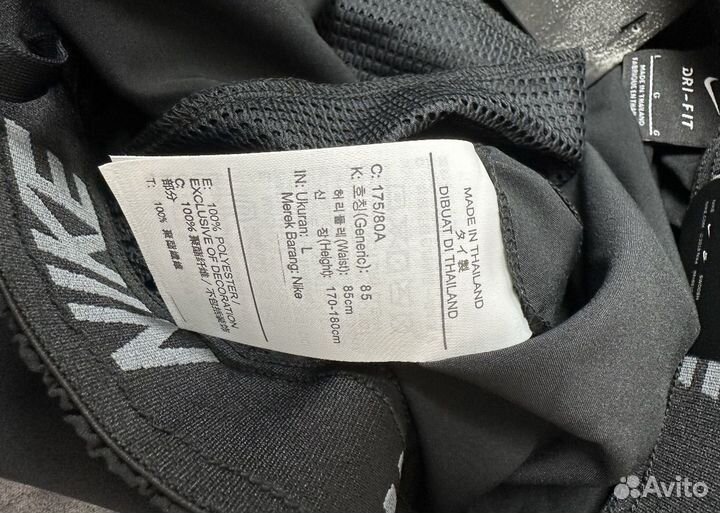 MADE IN THAILAND
タイ製
DIBUAT DI THAILAND
C: 175/80A
K: 호칭(Generic): 85
허리둘레(Waist): 85cm
신 장(Height): 170-180cm
IN: Ukuran: L
Merek Barang: Nike
E: 100% POLYESTER/
EXCLUSIVE OF DECORATION
C: 100% 聚酯纤维/不包括装饰
部分
T: 100% 聚酯纖維
NIKE
DRI-FIT
L G G
MADE IN THAILAND
Avito